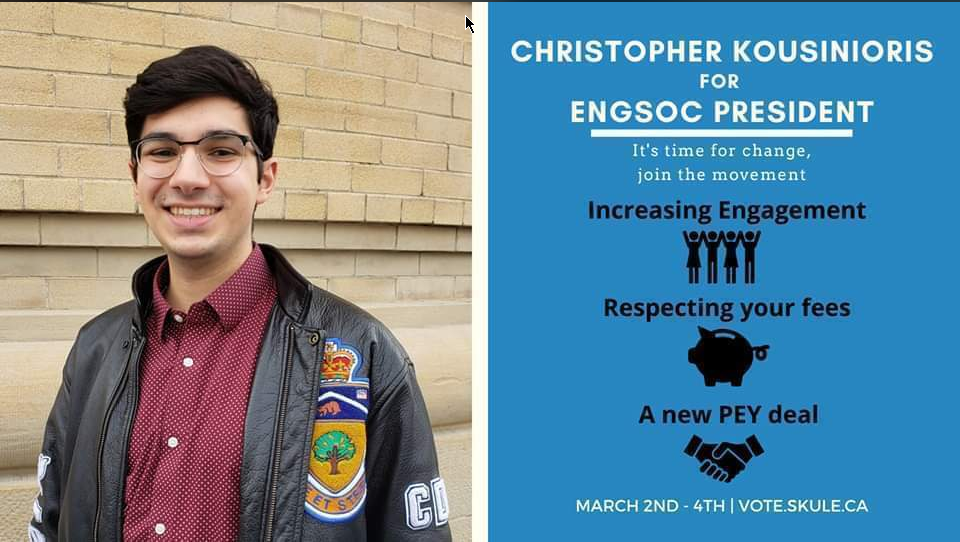 CHRISTOPHER KOUSINIORIS
FOR
ENGSOC PRESIDENT
It's time for change,
join the movement
Increasing Engagement
Respecting your fees
A new PEY deal
MARCH 2ND - 4TH | VOTE.SKULE.CA